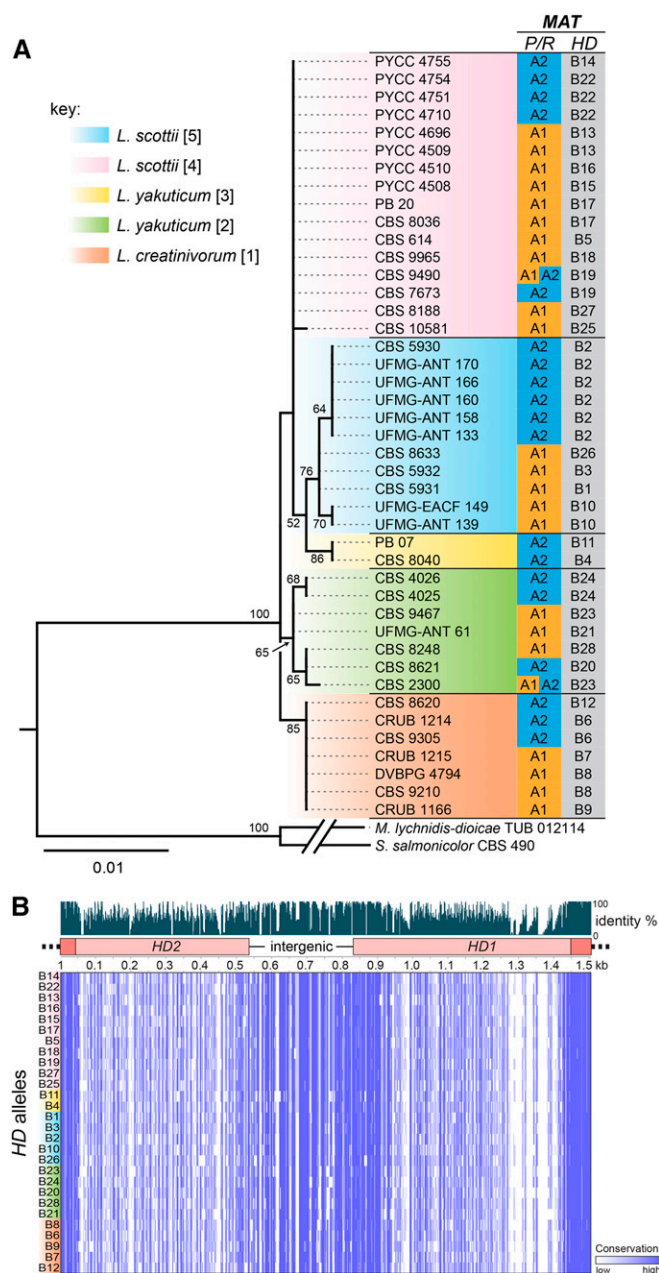 A
MAT
P/R HD
key:
L. scottii [5]
L. scottii [4]
L. yakuticum [3]
L. yakuticum [2]
L. creatinivorum [1]
PYCC 4755 A2 B14
PYCC 4754 A2 B22
PYCC 4751 A2 B22
PYCC 4710 A2 B22
PYCC 4696 A1 B13
PYCC 4509 A1 B13
PYCC 4510 A1 B16
PYCC 4508 A1 B15
PB 20 A1 B17
CBS 8036 A1 B17
CBS 614 A1 B5
CBS 9965 A1 B18
CBS 9490 A1 A2 B19
CBS 7673 A2 B19
CBS 8188 A1 B27
CBS 10581 A1 B25
CBS 5930 A2 B2
UFMG-ANT 170 A2 B2
UFMG-ANT 166 A2 B2
UFMG-ANT 160 A2 B2
64 UFMG-ANT 158 A2 B2
UFMG-ANT 133 A2 B2
CBS 8633 A1 B26
76 CBS 5932 A1 B3
CBS 5931 A1 B1
UFMG-EACF 149 A1 B10
52 70 UFMG-ANT 139 A1 B10
PB 07 A2 B11
86 CBS 8040 A2 B4
68 CBS 4026 A2 B24
CBS 4025 A2 B24
CBS 9467 A1 B23
100 UFMG-ANT 61 A1 B21
65 CBS 8248 A1 B28
CBS 8621 A2 B20
65 CBS 2300 A1 A2 B23
CBS 8620 A2 B12
85 CRUB 1214 A2 B6
CBS 9305 A2 B6
CRUB 1215 A1 B7
DVBPG 4794 A1 B8
CBS 9210 A1 B8
CRUB 1166 A1 B9
100 M. lychnidis-dioicae TUB 012114
S. salmonicolor CBS 490
0.01
B
100
identity %
0
HD2 intergenic HD1
1 0.1 0.2 0.3 0.4 0.5 0.6 0.7 0.8 0.9 1.0 1.1 1.2 1.3 1.4 1.5 kb
HD alleles
B14
B22
B13
B16
B15
B17
B5
B18
B19
B27
B25
B11
B4
B1
B3
B2
B10
B26
B23
B24
B20
B28
B21
B8
B6
B9
B7
B12
Conservation
low high